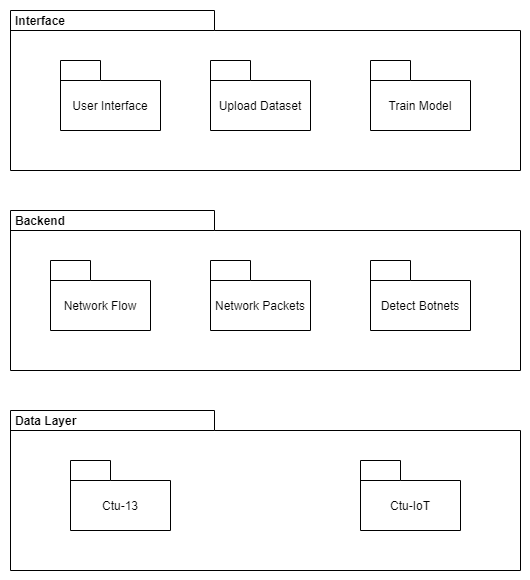 Interface
User Interface
Upload Dataset
Train Model
Backend
Network Flow
Network Packets
Detect Botnets
Data Layer
Ctu-13
Ctu-IoT